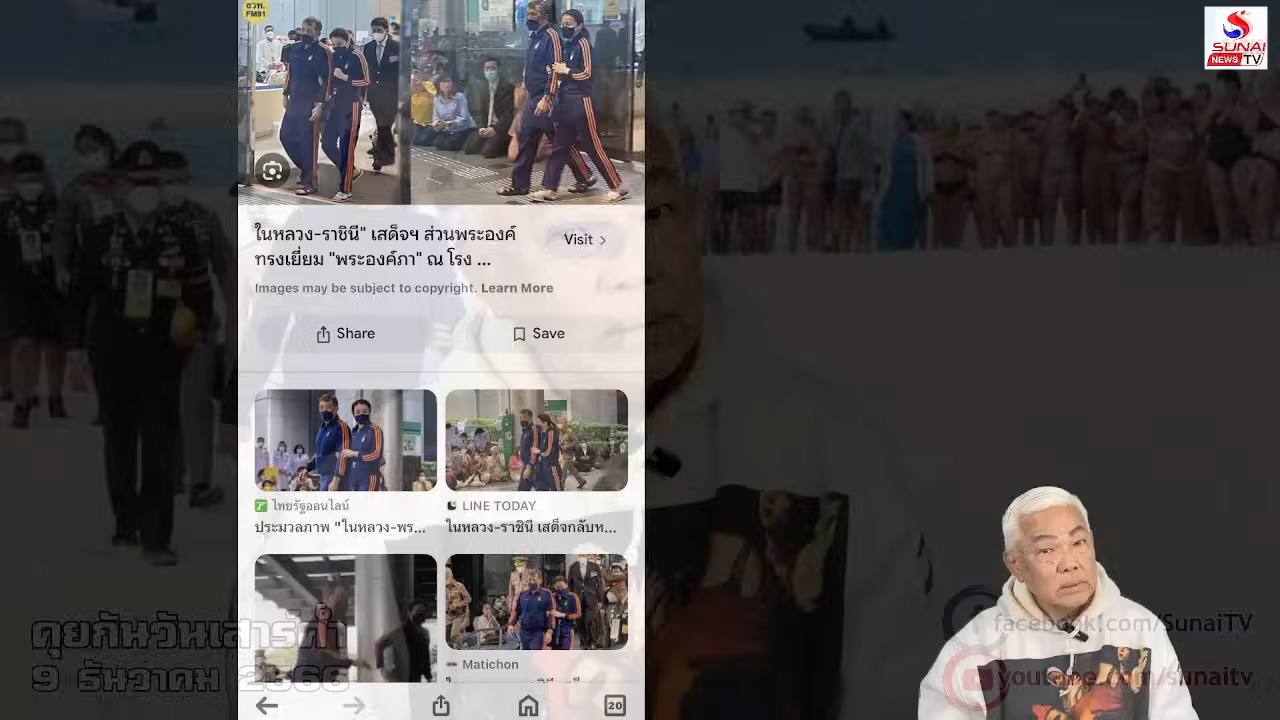 อวพ.
FM91
SUNAI
NEWS TV
ในหลวง-ราชินี" เสด็จฯ ส่วนพระองค์
ทรงเยี่ยม "พระองค์ภา" ณ โรง ...
Visit >
Images may be subject to copyright. Learn More
Share
Save
ไทยรัฐออนไลน์
ประมวลภาพ "ในหลวง-พร...
LINE TODAY
ในหลวง-ราชินี เสด็จกลับห...
Matichon
20
คุยกันวันเสาร์ค่ำ
9 ธันวาคม 2566
facebook.com/SunaiTV
youtube.com/sunaitv